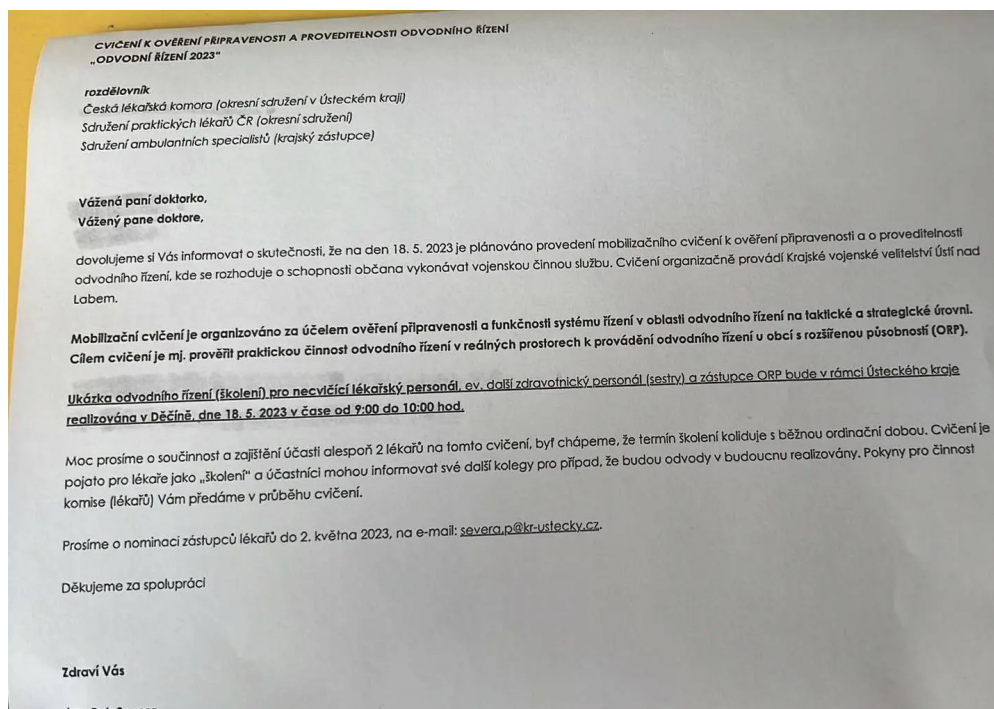 CVIČENÍ K OVĚŘENÍ PŘIPRAVENOSTI A PROVEDITELNOSTI ODVODNÍHO ŘÍZENÍ
„ODVODNÍ ŘÍZENÍ 2023“
rozdělovník
Česká lékařská komora (okresní sdružení v Ústeckém kraji)
Sdružení praktických lékařů ČR (okresní sdružení)
Sdružení ambulantních specialistů (krajský zástupce)
Vážená paní doktorko,
Vážený pane doktore,
dovolujeme si Vás informovat o skutečnosti, že na den 18. 5. 2023 je plánováno provedení mobilizačního cvičení k ověření připravenosti a o proveditelnosti
odvodního řízení, kde se rozhoduje o schopnosti občana vykonávat vojenskou činnou službu. Cvičení organizačně provádí Krajské vojenské velitelství Ústí nad
Labem.
Mobilizační cvičení je organizováno za účelem ověření připravenosti a funkčnosti systému řízení v oblasti odvodního řízení na taktické a strategické úrovni.
Cílem cvičení je mj. prověřit praktickou činnost odvodního řízení v reálných prostorech k provádění odvodního řízení u obcí s rozšířenou působností (ORP).
Ukázka odvodního řízení (školení) pro necvičící lékařský personál, ev. další zdravotnický personál (sestry) a zástupce ORP bude v rámci Ústeckého kraje
realizována v Děčíně, dne 18. 5. 2023 v čase od 9:00 do 10:00 hod.
Moc prosíme o součinnost a zajištění účasti alespoň 2 lékařů na tomto cvičení, byť chápeme, že termín školení koliduje s běžnou ordinační dobou. Cvičení je
pojato pro lékaře jako „školení“ a účastníci mohou informovat své další kolegy pro případ, že budou odvody v budoucnu realizovány. Pokyny pro činnost
komise (lékařů) Vám předáme v průběhu cvičení.
Prosíme o nominaci zástupců lékařů do 2. května 2023, na e-mail: severa.p@kr-ustecky.cz.
Děkujeme za spolupráci
Zdraví Vás